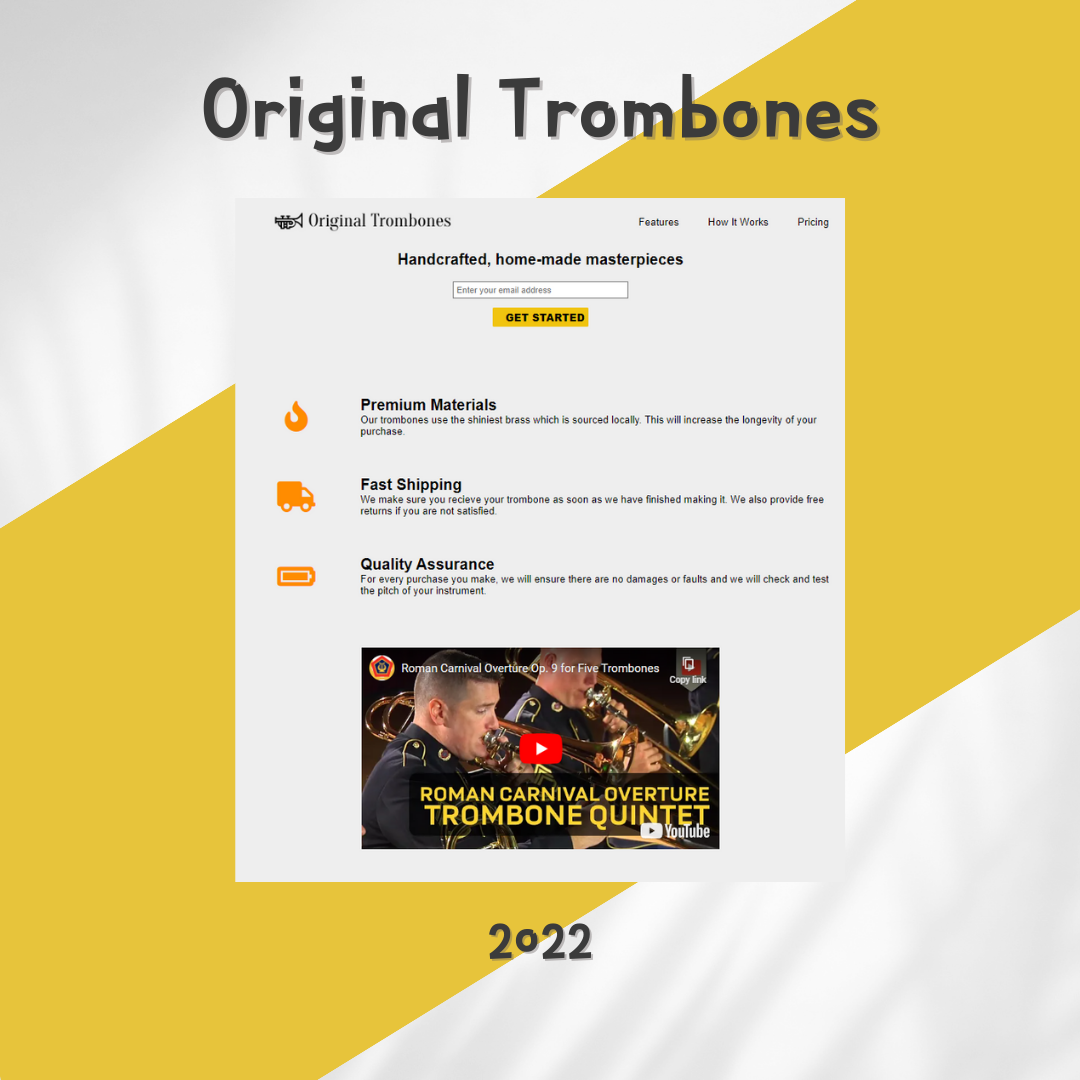 Original Trombones
Original Trombones
Features How It Works Pricing
Handcrafted, home-made masterpieces
Enter your email address
GET STARTED
Premium Materials
Our trombones use the shiniest brass which is sourced locally. This will increase the longevity of your
purchase.
Fast Shipping
We make sure you recieve your trombone as soon as we have finished making it. We also provide free
returns if you are not satisfied.
Quality Assurance
For every purchase you make, we will ensure there are no damages or faults and we will check and test
the pitch of your instrument.
Roman Carnival Overture Op. 9 for Five Trombones
Copy link
ROMAN CARNIVAL OVERTURE
TROMBONE QUINTET
YouTube
2022